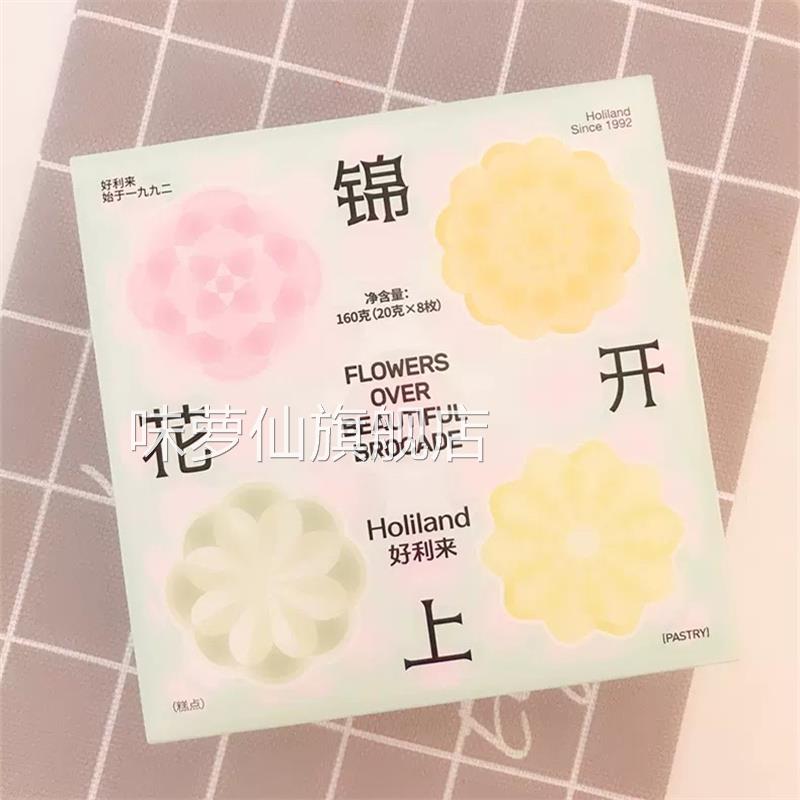 Holiland
Since 1992
好利来
始于一九九二
锦
净含量:
160克(20克×8枚)
FLOWERS
OVER
BEAUTIFUL
BROCADE
开
花
味萝仙旗舰店
Holiland
好利来
上
[PASTRY]
(糕点)